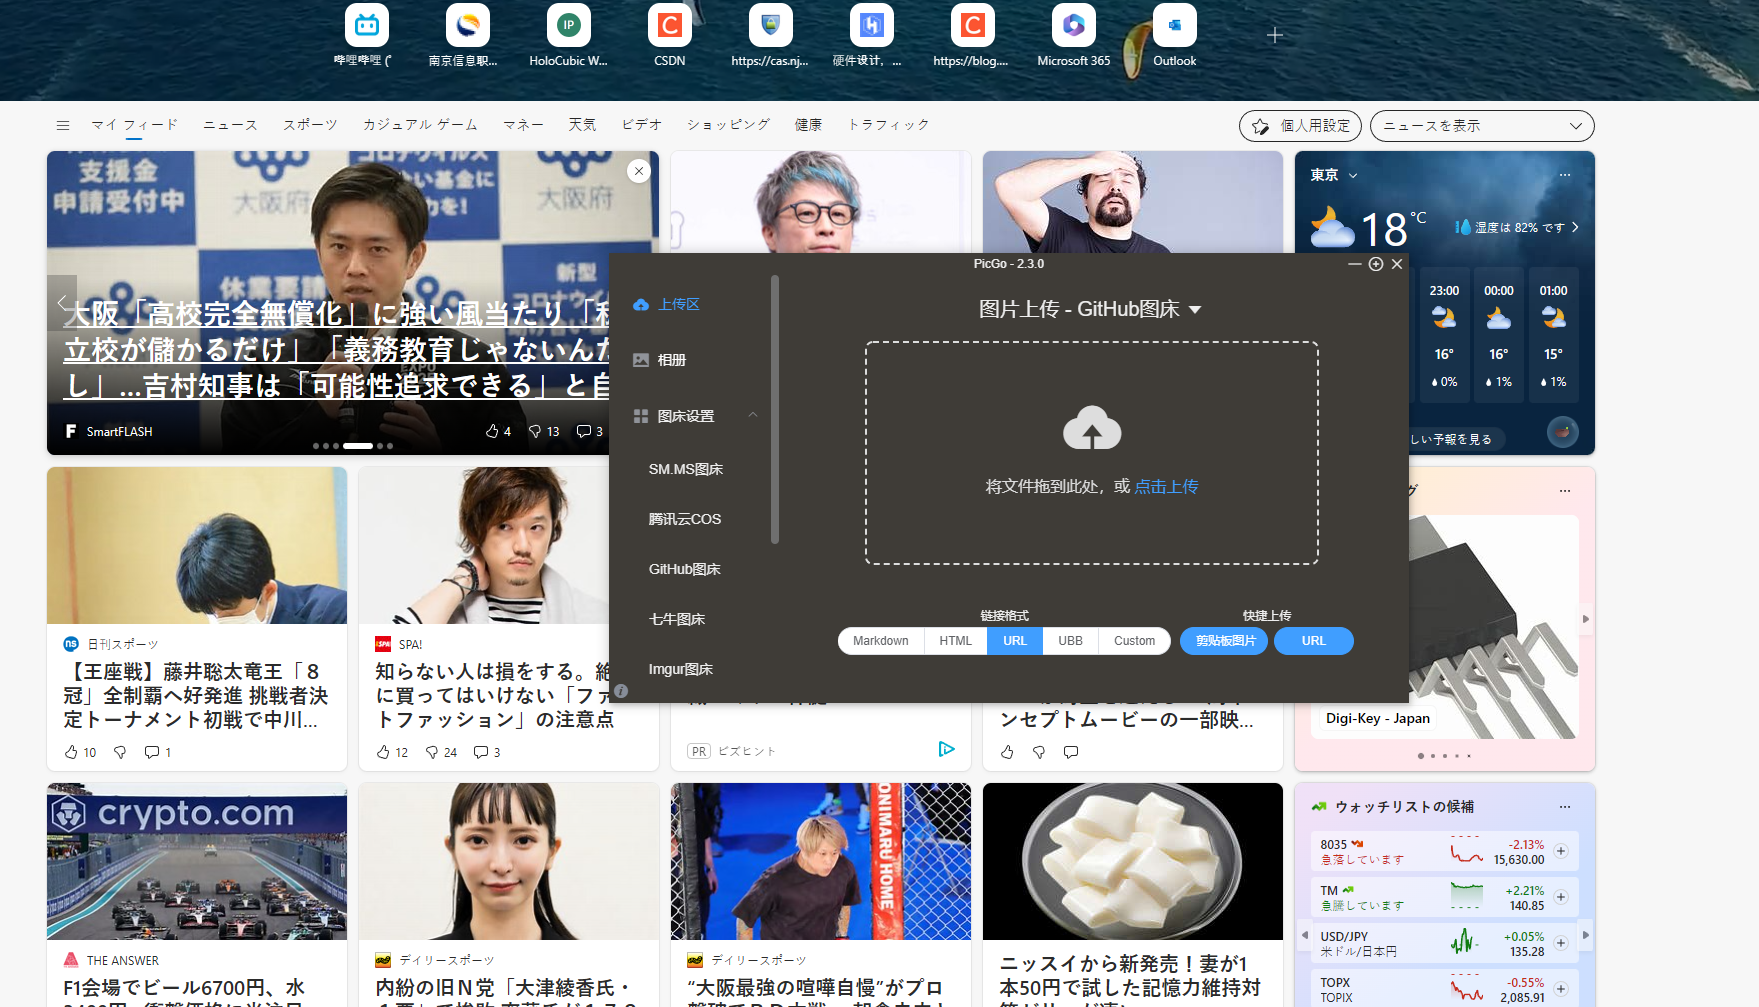 哔哩哔哩 (゜
南京信息职...
HoloCubic W...
CSDN
https://cas.nj...
硬件设计，...
https://blog....
Microsoft 365
Outlook
マイ フィード
ニュース
スポーツ
カジュアル ゲーム
マネー
天気
ビデオ
ショッピング
健康
トラフィック
個人用設定
ニュースを表示
支援金
申請受付中
大阪府
大阪府
休業要請
新型
大阪「高校完全無償化」に強い風当たり「私
立校が儲かるだけ」「義務教育じゃないんだ
し」...吉村知事は「可能性追求できる」と自
SmartFLASH
4
13
3
東京
18 °C
湿度は 82% です
23:00
00:00
01:00
16°
16°
15°
0%
1%
1%
しい予報を見る
PicGo - 2.3.0
上传区
相册
图床设置
SM.MS图床
腾讯云COS
GitHub图床
七牛图床
Imgur图床
图片上传 - GitHub图床
将文件拖到此处，或 点击上传
链接格式
快捷上传
Markdown
HTML
URL
UBB
Custom
剪贴板图片
URL
日刊スポーツ
【王座戦】藤井聡太竜王「８
冠」全制覇へ好発進 挑戦者決
定トーナメント初戦で中川...
10
1
SPA!
知らない人は損をする。絶
に買ってはいけない「ファ
トファッション」の注意点
12
24
3
PR ビズヒント
ンセプトムービーの一部映...
Digi-Key - Japan
crypto.com
THE ANSWER
F1会場でビール6700円、水
デイリースポーツ
内紛の旧Ｎ党「大津綾香氏・
ONIMARU HOME
デイリースポーツ
“大阪最強の喧嘩自慢”がプロ
ニッスイから新発売！妻が1
本50円で試した記憶力維持対
ウォッチリストの候補
8035
急落しています
-2.13%
15,630.00
TM
急騰しています
+2.21%
140.85
USD/JPY
米ドル/日本円
+0.05%
135.28
TOPX
TOPIX
-0.55%
2,085.91